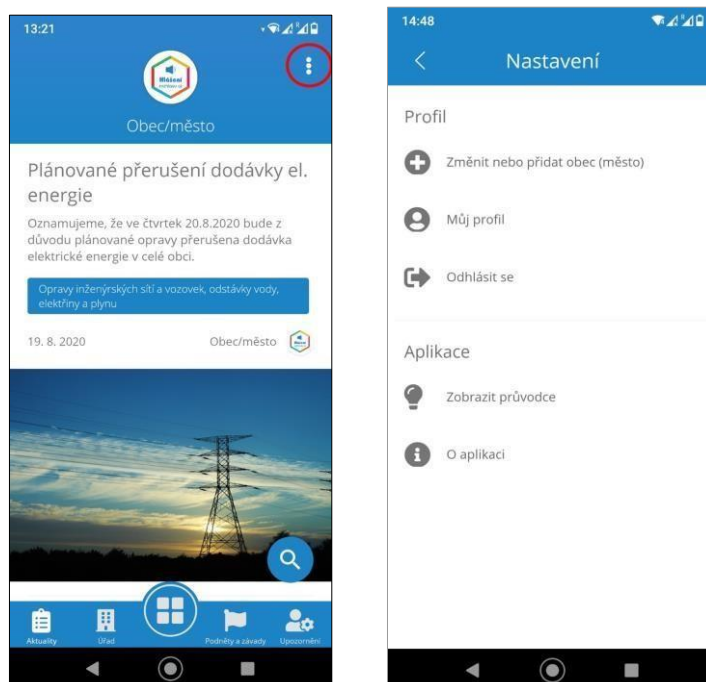 13:21
Hlášení
Obec/město
Plánované přerušení dodávky el.
energie
Oznamujeme, že ve čtvrtek 20.8.2020 bude z
důvodu plánované opravy přerušena dodávka
elektrické energie v celé obci.
Opravy inženýrských sítí a vozovek, odstávky vody,
elektřiny a plynu
19. 8. 2020
Obec/město
Aktuality
Úřad
Podněty a závady
Upozornění
14:48
Nastavení
Profil
Změnit nebo přidat obec (město)
Můj profil
Odhlásit se
Aplikace
Zobrazit průvodce
O aplikaci